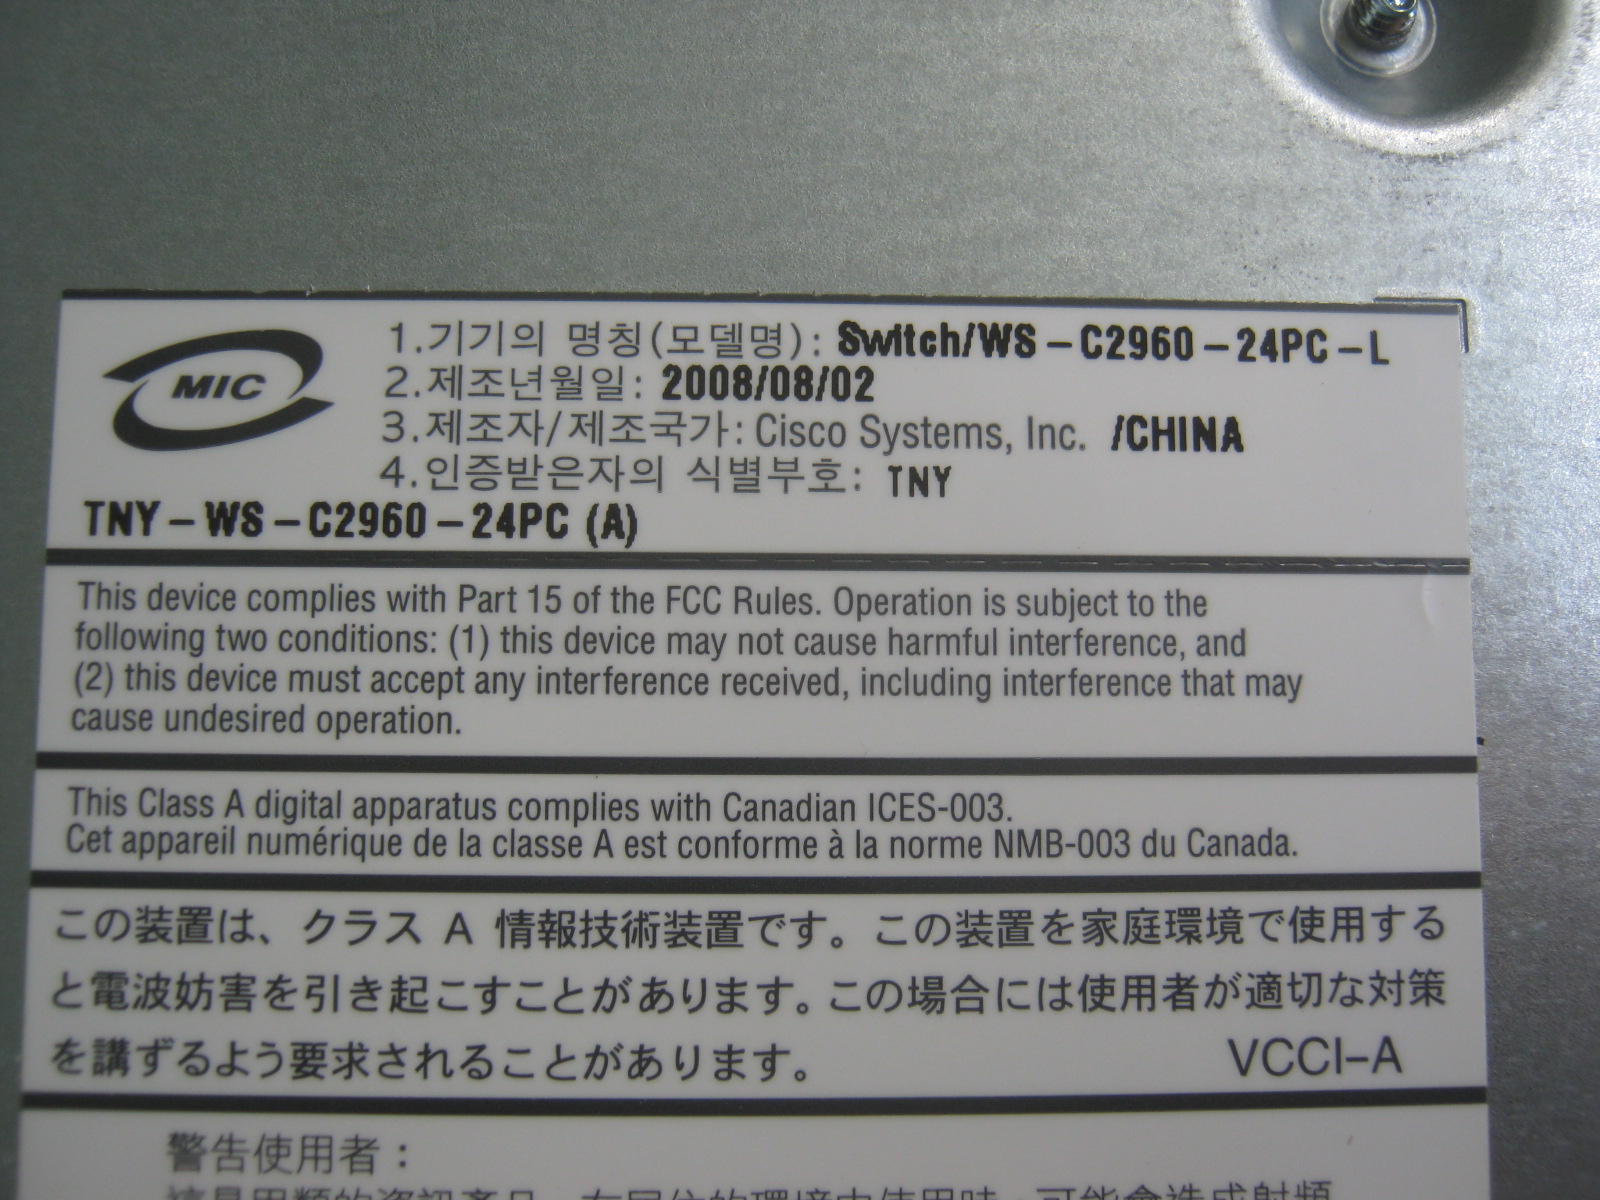 MIC
1.기기의 명칭(모델명): Switch/WS-C2960-24PC-L
2.제조년월일: 2008/08/02
3.제조자/제조국가: Cisco Systems, Inc. /CHINA
4.인증받은자의 식별부호: TNY
TNY-WS-C2960-24PC (A)
This device complies with Part 15 of the FCC Rules. Operation is subject to the
following two conditions: (1) this device may not cause harmful interference, and
(2) this device must accept any interference received, including interference that may
cause undesired operation.
This Class A digital apparatus complies with Canadian ICES-003.
Cet appareil numérique de la classe A est conforme à la norme NMB-003 du Canada.
この装置は、クラス A 情報技術装置です。この装置を家庭環境で使用する
と電波妨害を引き起こすことがあります。この場合には使用者が適切な対策
を講ずるよう要求されることがあります。 VCCI-A
警告使用者：